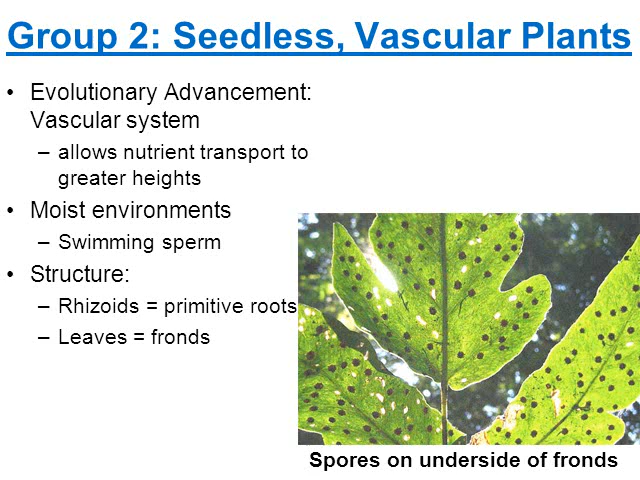 Group 2: Seedless, Vascular Plants
• Evolutionary Advancement:
Vascular system
– allows nutrient transport to
greater heights
• Moist environments
– Swimming sperm
• Structure:
– Rhizoids = primitive roots
– Leaves = fronds
Spores on underside of fronds